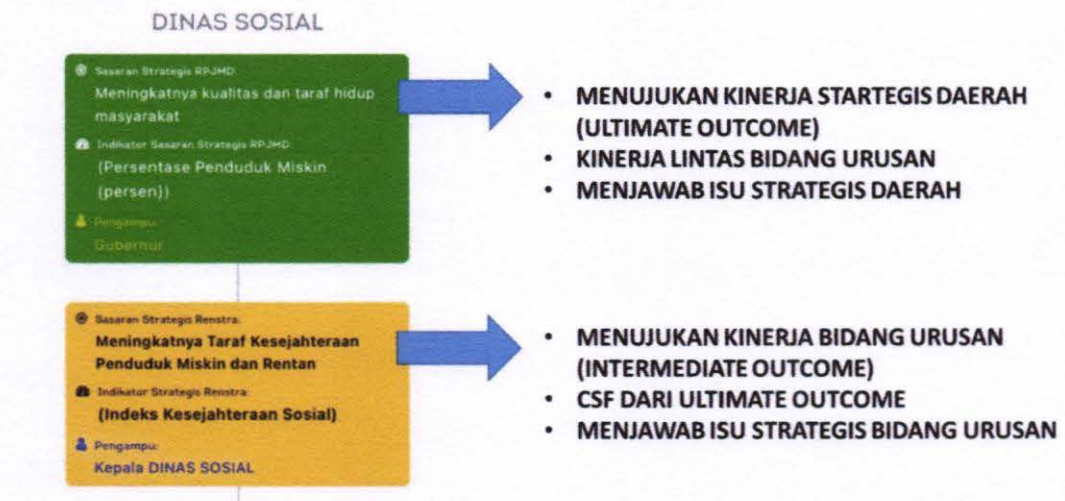 DINAS SOSIAL
Sasaran Strategis RPJMD:
Meningkatnya kualitas dan taraf hidup
masyarakat
Indikator Sasaran Strategis RPJMD:
(Persentase Penduduk Miskin
(persen))
Pengampu:
Gubernur
• MENUJUKAN KINERJA STARTEGIS DAERAH
(ULTIMATE OUTCOME)
• KINERJA LINTAS BIDANG URUSAN
• MENJAWAB ISU STRATEGIS DAERAH
Sasaran Strategis Renstra:
Meningkatnya Taraf Kesejahteraan
Penduduk Miskin dan Rentan
Indikator Strategis Renstra:
(Indeks Kesejahteraan Sosial)
Pengampu:
Kepala DINAS SOSIAL
• MENUJUKAN KINERJA BIDANG URUSAN
(INTERMEDIATE OUTCOME)
• CSF DARI ULTIMATE OUTCOME
• MENJAWAB ISU STRATEGIS BIDANG URUSAN